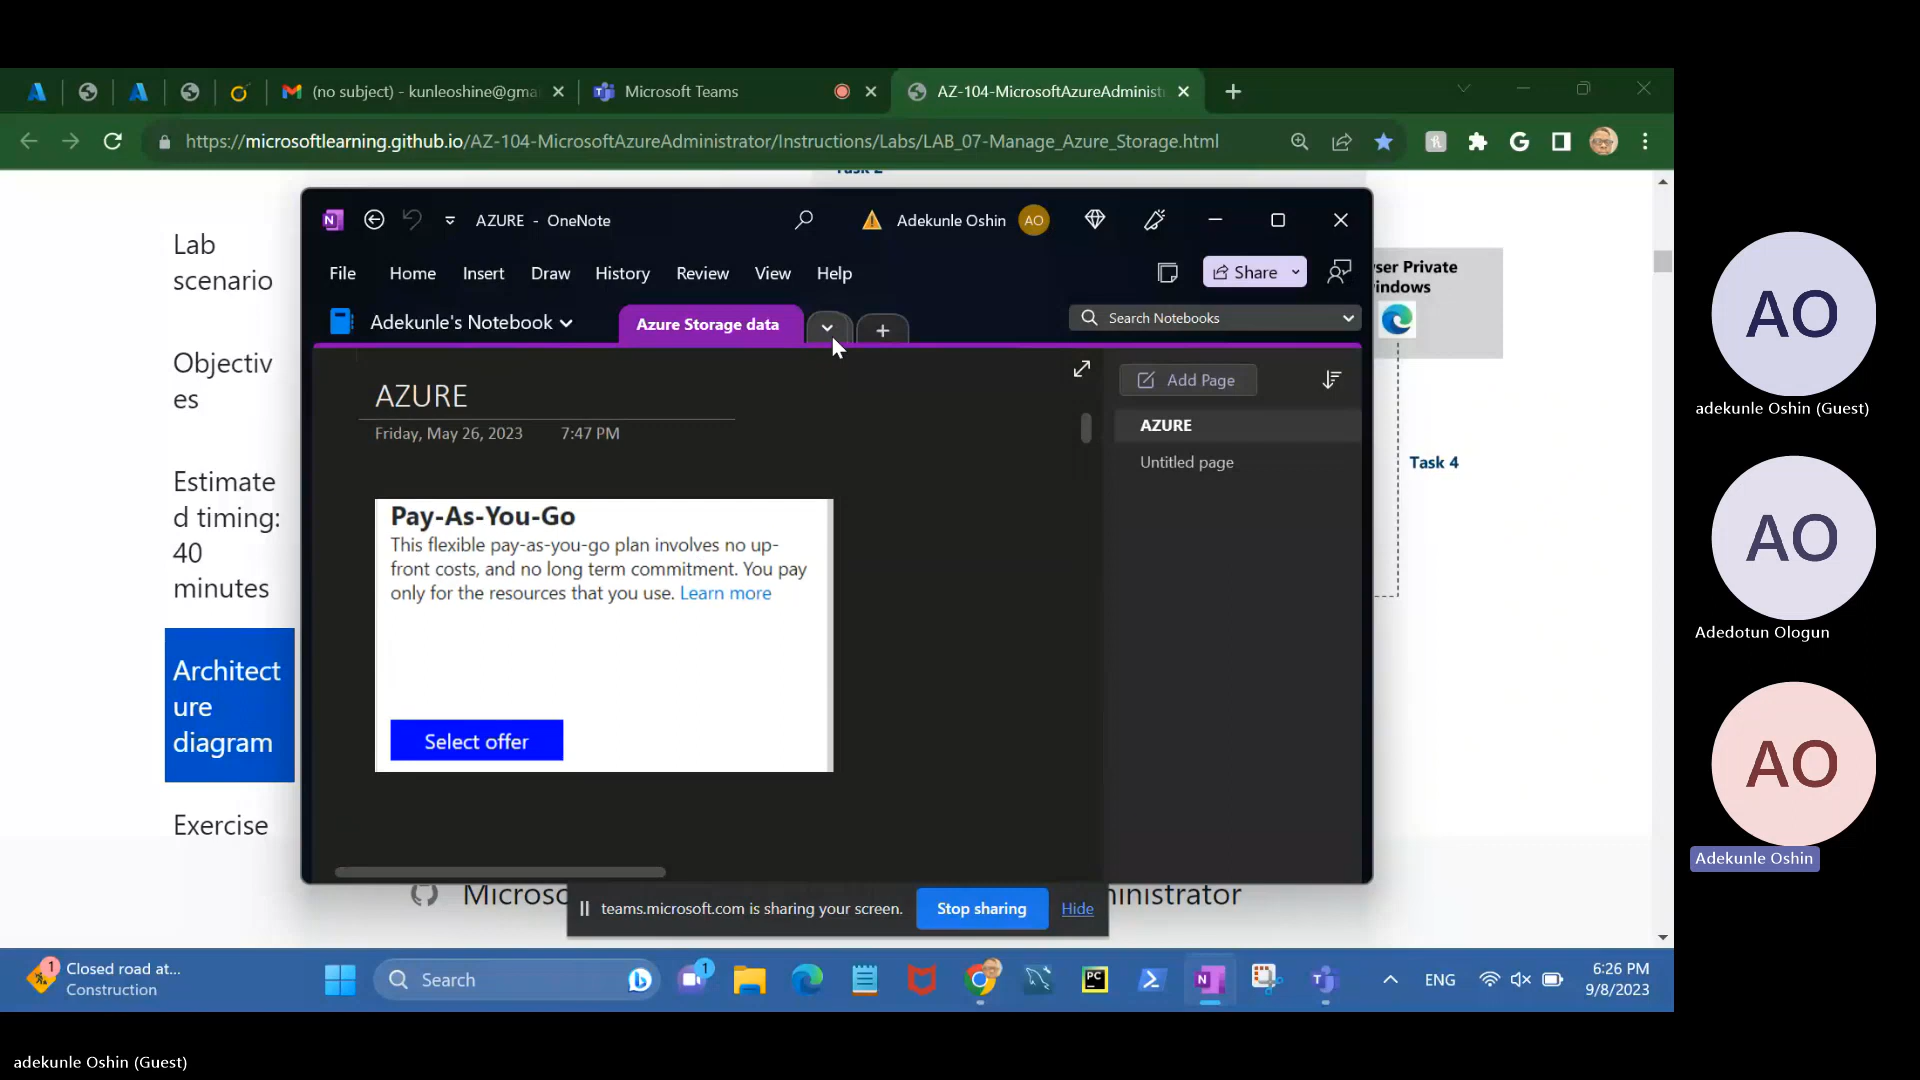 (no subject) - kunleoshine@gma
Microsoft Teams
AZ-104-MicrosoftAzureAdminist
https://microsoftlearning.github.io/AZ-104-MicrosoftAzureAdministrator/Instructions/Labs/LAB_07-Manage_Azure_Storage.html
Task 2
Lab
scenario
Objectiv
es
Estimate
d timing:
40
minutes
Architect
ure
diagram
Exercise
AZURE - OneNote
Adekunle Oshin
AO
File
Home
Insert
Draw
History
Review
View
Help
Share
Adekunle's Notebook
Azure Storage data
Search Notebooks
AZURE
Friday, May 26, 2023
7:47 PM
Pay-As-You-Go
This flexible pay-as-you-go plan involves no up-
front costs, and no long term commitment. You pay
only for the resources that you use. Learn more
Select offer
Add Page
AZURE
Untitled page
ser Private
indows
Task 4
Microso
ministrator
teams.microsoft.com is sharing your screen.
Stop sharing
Hide
1
Closed road at...
Construction
Search
1
PC
ENG
6:26 PM
9/8/2023
AO
adekunle Oshin (Guest)
AO
Adedotun Ologun
AO
Adekunle Oshin
adekunle Oshin (Guest)